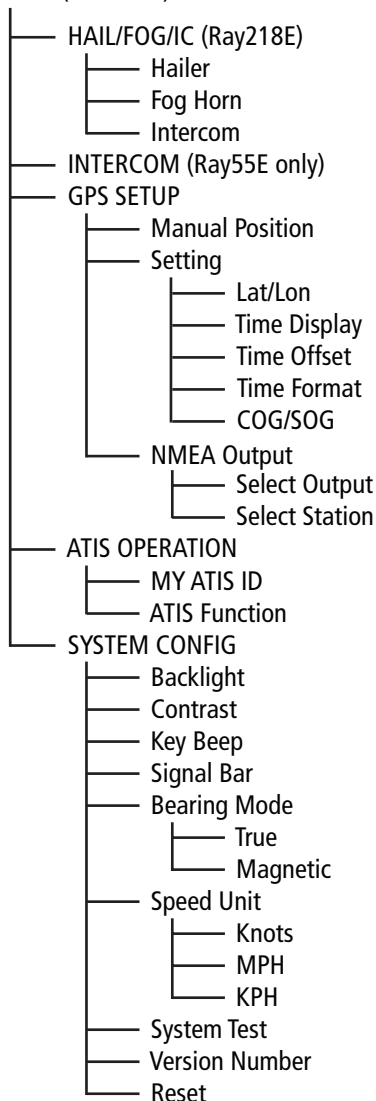 HAIL/FOG/IC (Ray218E)
Hailer
Fog Horn
Intercom
INTERCOM (Ray55E only)
GPS SETUP
Manual Position
Setting
Lat/Lon
Time Display
Time Offset
Time Format
COG/SOG
NMEA Output
Select Output
Select Station
ATIS OPERATION
MY ATIS ID
ATIS Function
SYSTEM CONFIG
Backlight
Contrast
Key Beep
Signal Bar
Bearing Mode
True
Magnetic
Speed Unit
Knots
MPH
KPH
System Test
Version Number
Reset